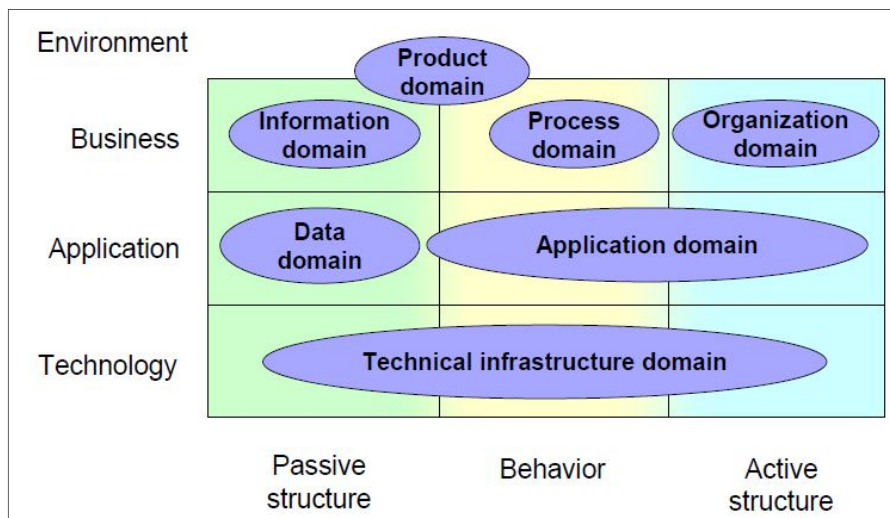 Environment
Product
domain
Business
Information
domain
Process
domain
Organization
domain
Application
Data
domain
Application domain
Technology
Technical infrastructure domain
Passive
structure
Behavior
Active
structure